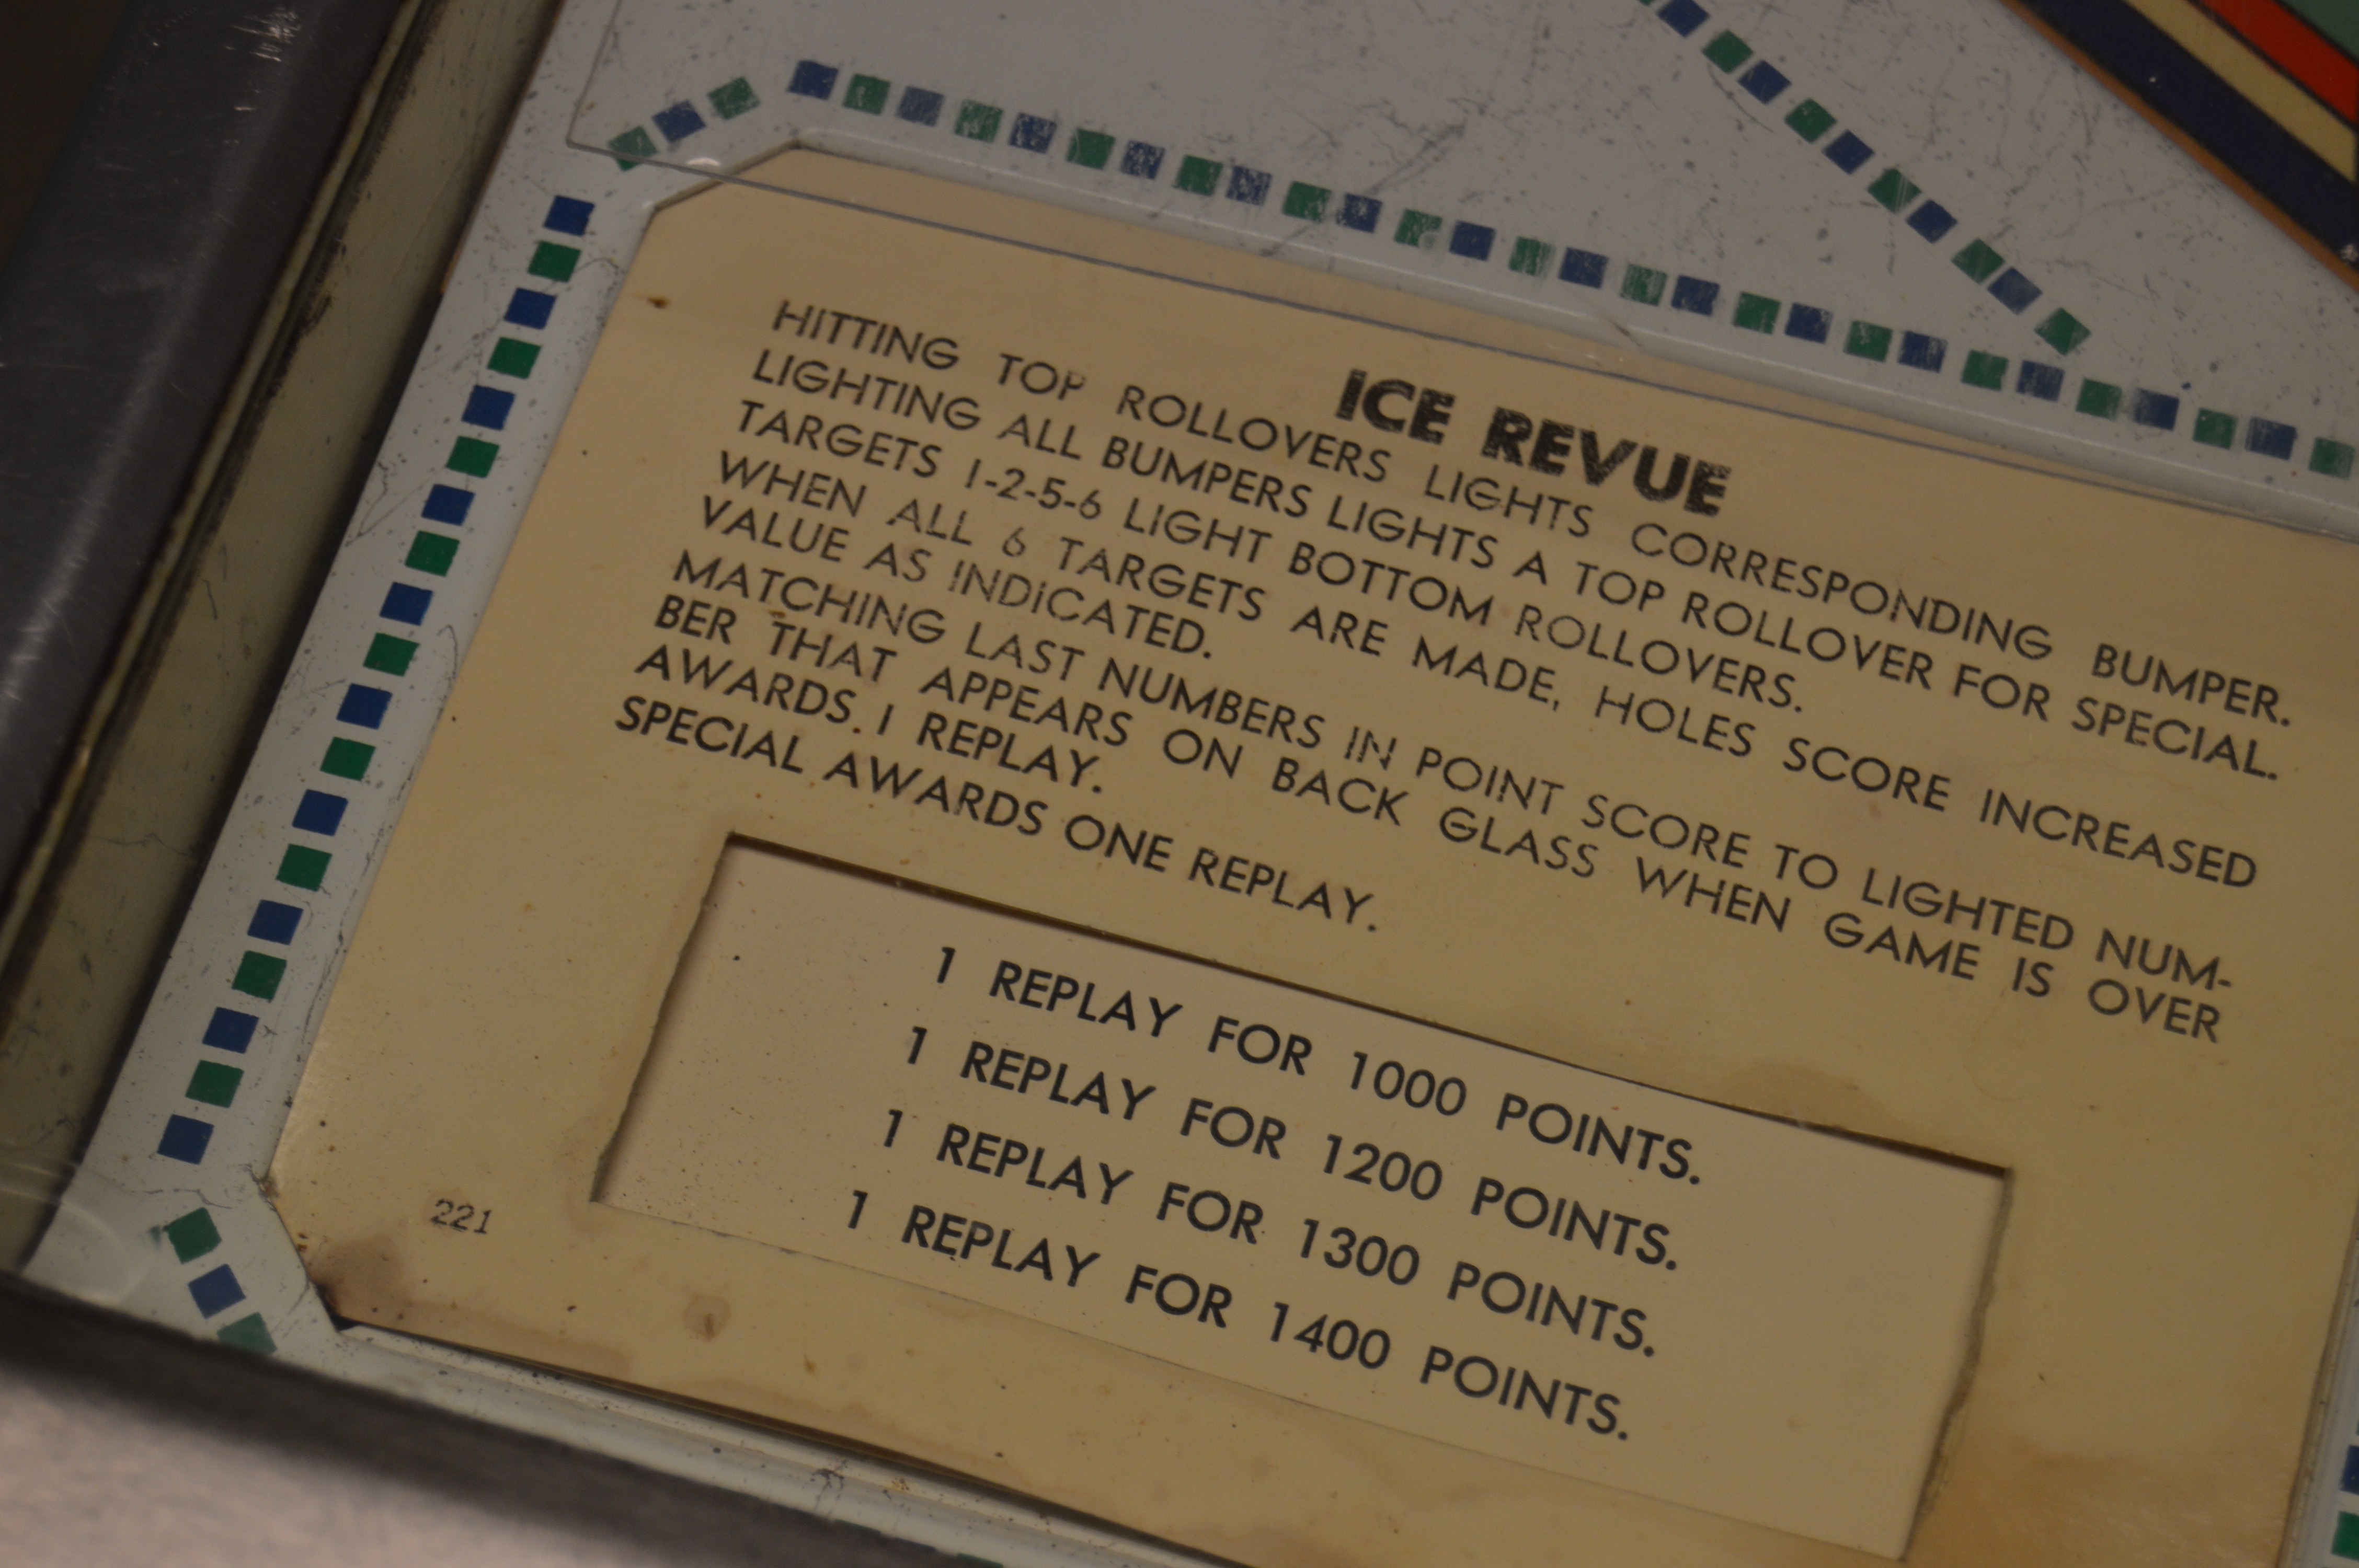 ICE REVUE
HITTING TOP ROLLOVERS LIGHTS CORRESPONDING BUMPER.
LIGHTING ALL BUMPERS LIGHTS A TOP ROLLOVER FOR SPECIAL.
TARGETS 1-2-5-6 LIGHT BOTTOM ROLLOVERS.
WHEN ALL 6 TARGETS ARE MADE, HOLES SCORE INCREASED
VALUE AS INDICATED.
MATCHING LAST NUMBERS IN POINT SCORE TO LIGHTED NUM-
BER THAT APPEARS ON BACK GLASS WHEN GAME IS OVER
AWARDS. 1 REPLAY.
SPECIAL AWARDS ONE REPLAY.
1 REPLAY FOR 1000 POINTS.
1 REPLAY FOR 1200 POINTS.
1 REPLAY FOR 1300 POINTS.
1 REPLAY FOR 1400 POINTS.
221